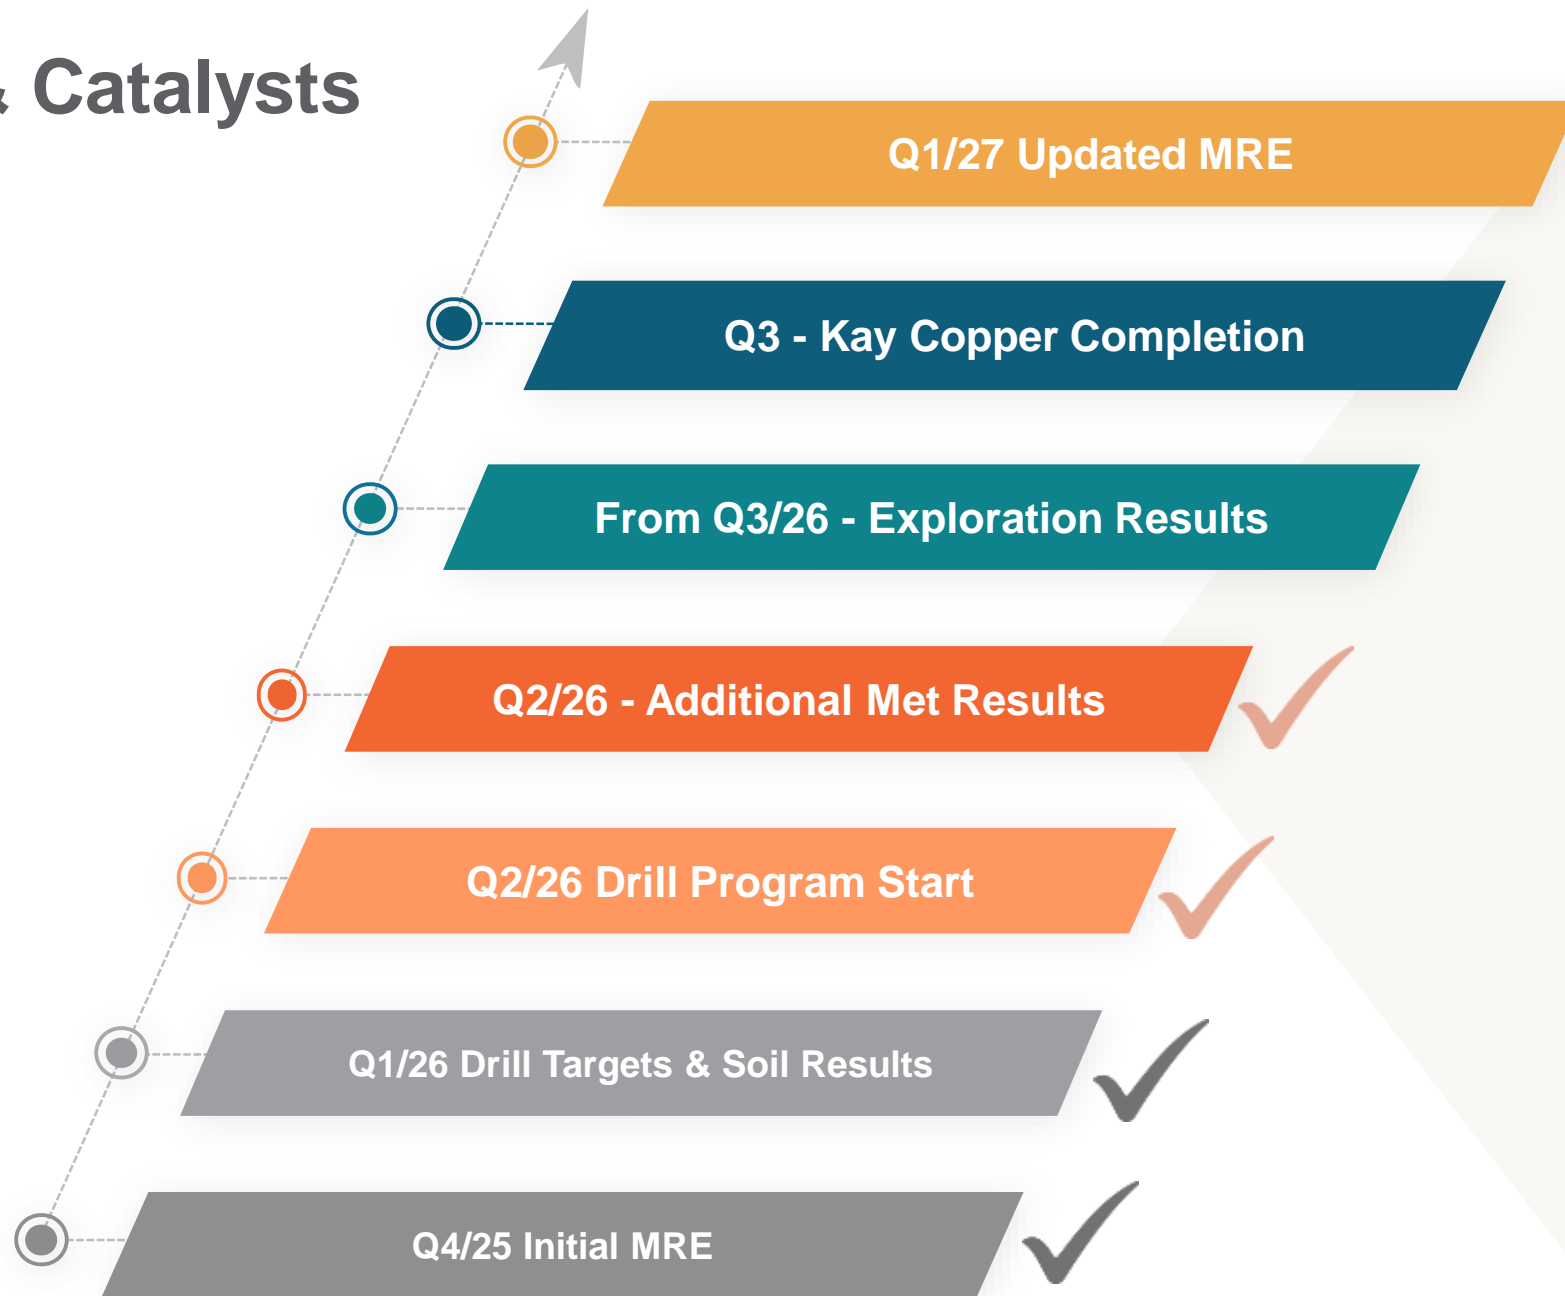 & Catalysts
Q1/27 Updated MRE
Q3 - Kay Copper Completion
From Q3/26 - Exploration Results
Q2/26 - Additional Met Results
Q2/26 Drill Program Start
Q1/26 Drill Targets & Soil Results
Q4/25 Initial MRE